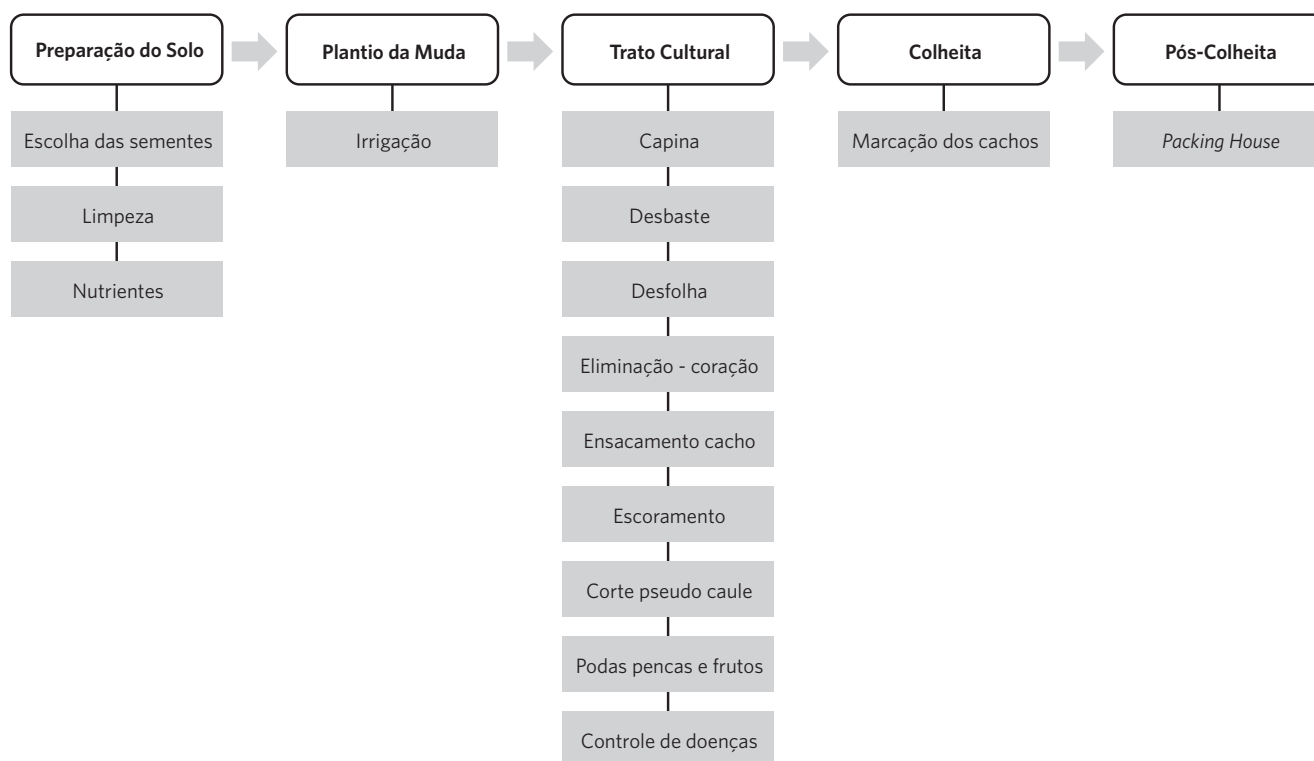 Preparação do Solo
Plantio da Muda
Trato Cultural
Colheita
Pós-Colheita
Escolha das sementes
Limpeza
Nutrientes
Irrigação
Capina
Desbaste
Desfolha
Eliminação - coração
Ensacamento cacho
Escoramento
Corte pseudo caule
Podas pencas e frutos
Controle de doenças
Marcação dos cachos
Packing House